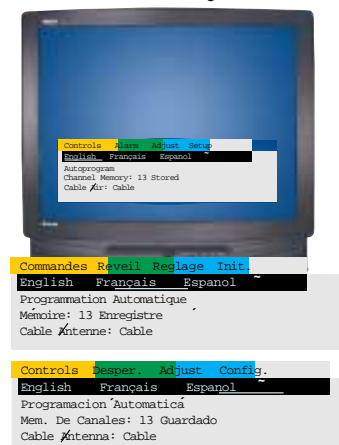 Controls Alarm Adjust Setup
English Français Espanol
Autoprogram
Channel Memory: 13 Stored
Cable/Air: Cable
Commandes Reveil Reglage Init.
English Français Espanol
Programmation Automatique
Memoire: 13 Enregistre
Cable/Antenne: Cable
Controls Desper. Adjust Config.
English Français Espanol
Programacion Automatica
Mem. De Canales: 13 Guardado
Cable/Antenna: Cable